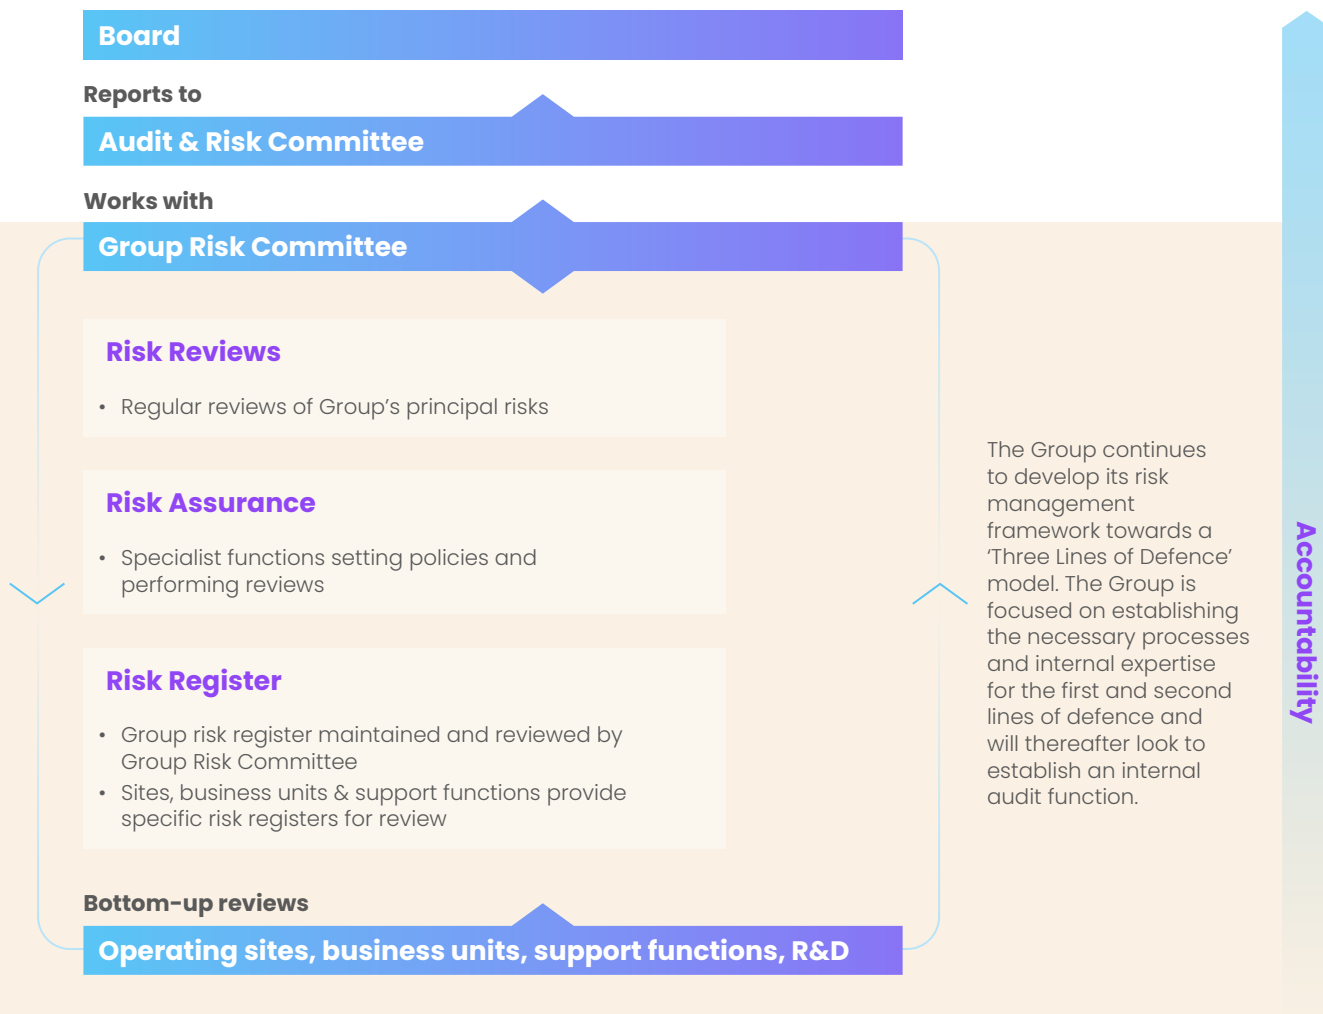 Board
Reports to
Audit & Risk Committee
Works with
Group Risk Committee
Risk Reviews
• Regular reviews of Group’s principal risks
Risk Assurance
• Specialist functions setting policies and
performing reviews
Risk Register
• Group risk register maintained and reviewed by
Group Risk Committee
• Sites, business units & support functions provide
specific risk registers for review
Bottom-up reviews
Operating sites, business units, support functions, R&D
The Group continues
to develop its risk
management
framework towards a
‘Three Lines of Defence’
model. The Group is
focused on establishing
the necessary processes
and internal expertise
for the first and second
lines of defence and
will thereafter look to
establish an internal
audit function.
Acccountability